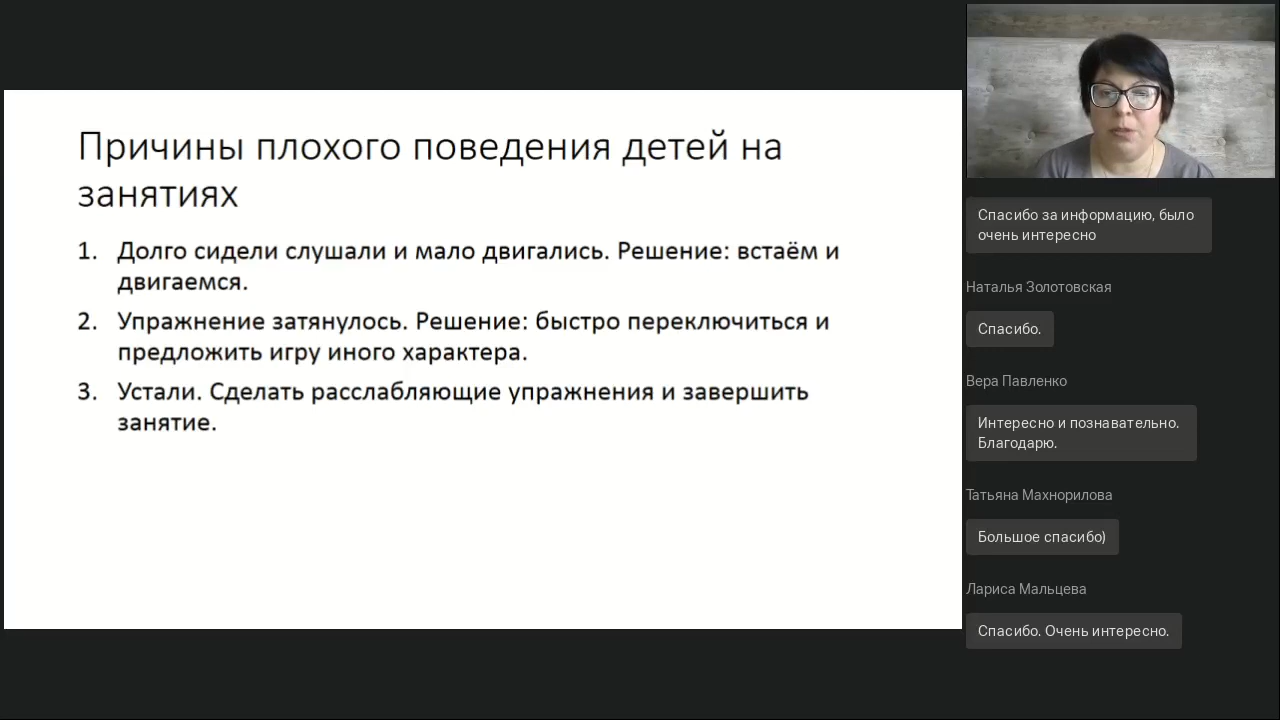 Причины плохого поведения детей на
занятиях
1. Долго сидели слушали и мало двигались. Решение: встаём и
двигаемся.
2. Упражнение затянулось. Решение: быстро переключиться и
предложить игру иного характера.
3. Устали. Сделать расслабляющие упражнения и завершить
занятие.
Спасибо за информацию, было
очень интересно
Наталья Золотовская
Спасибо.
Вера Павленко
Интересно и познавательно.
Благодарю.
Татьяна Махнорилова
Большое спасибо)
Лариса Мальцева
Спасибо. Очень интересно.